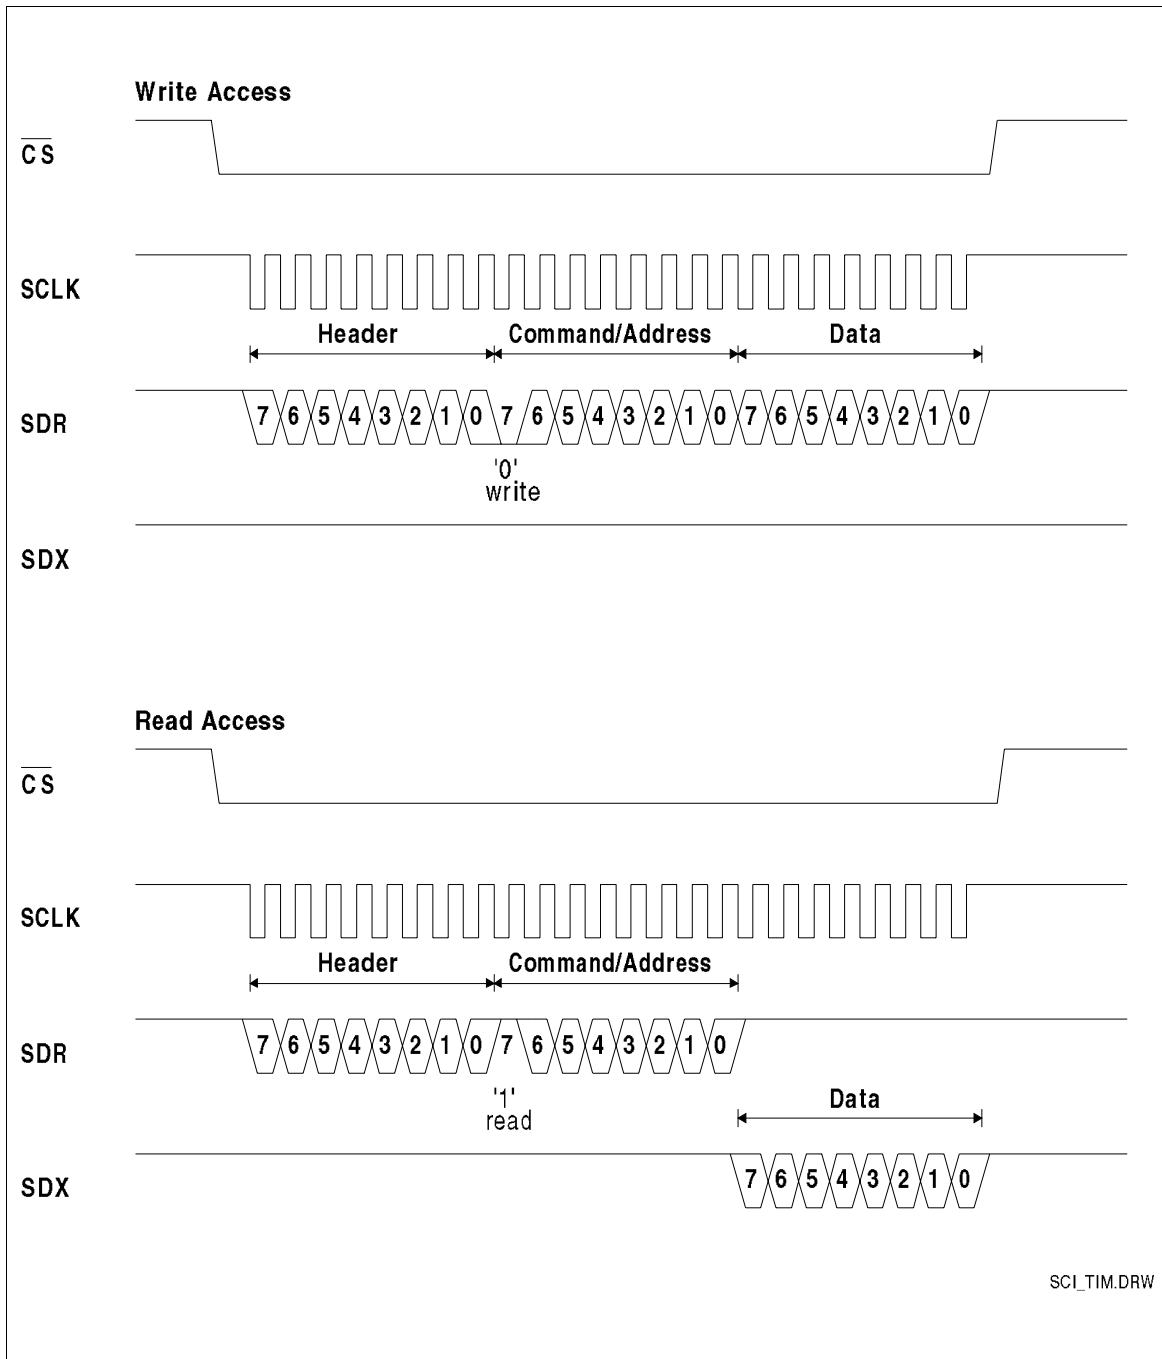 Write Access
CS
SCLK
Header Command/Address Data
SDR 7 6 5 4 3 2 1 0 7 6 5 4 3 2 1 0 7 6 5 4 3 2 1 0
'0'
write
SDX
Read Access
CS
SCLK
Header Command/Address
SDR 7 6 5 4 3 2 1 0 7 6 5 4 3 2 1 0
'1' Data
read
SDX 7 6 5 4 3 2 1 0
SCI_TIM.DRW